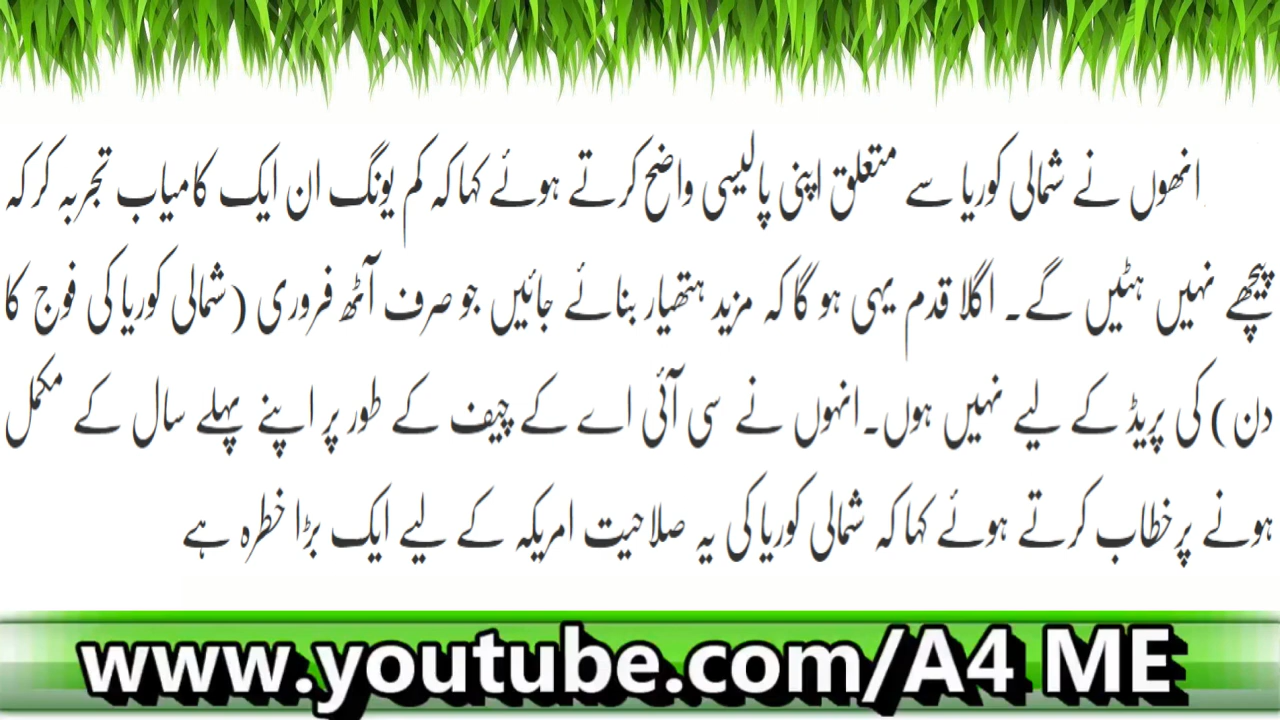 انھوں نے شمالی کوریا سے متعلق اپنی پالیسی واضح کرتے ہوئے کہا کہ کم یونگ ان ایک کامیاب تجربہ کر کہ
پیچھے نہیں ہٹیں گے۔ اگلا قدم یہی ہو گا کہ مزید ہتھیار بنائے جائیں جو صرف آٹھ فروری (شمالی کوریا کی فوج کا
دن) کی پریڈ کے لیے نہیں ہوں۔انہوں نے سی آئی اے کے چیف کے طور پر اپنے پہلے سال کے مکمل
ہونے پر خطاب کرتے ہوئے کہا کہ شمالی کوریا کی یہ صلاحیت امریکہ کے لیے ایک بڑا خطرہ ہے
www.youtube.com/A4 ME